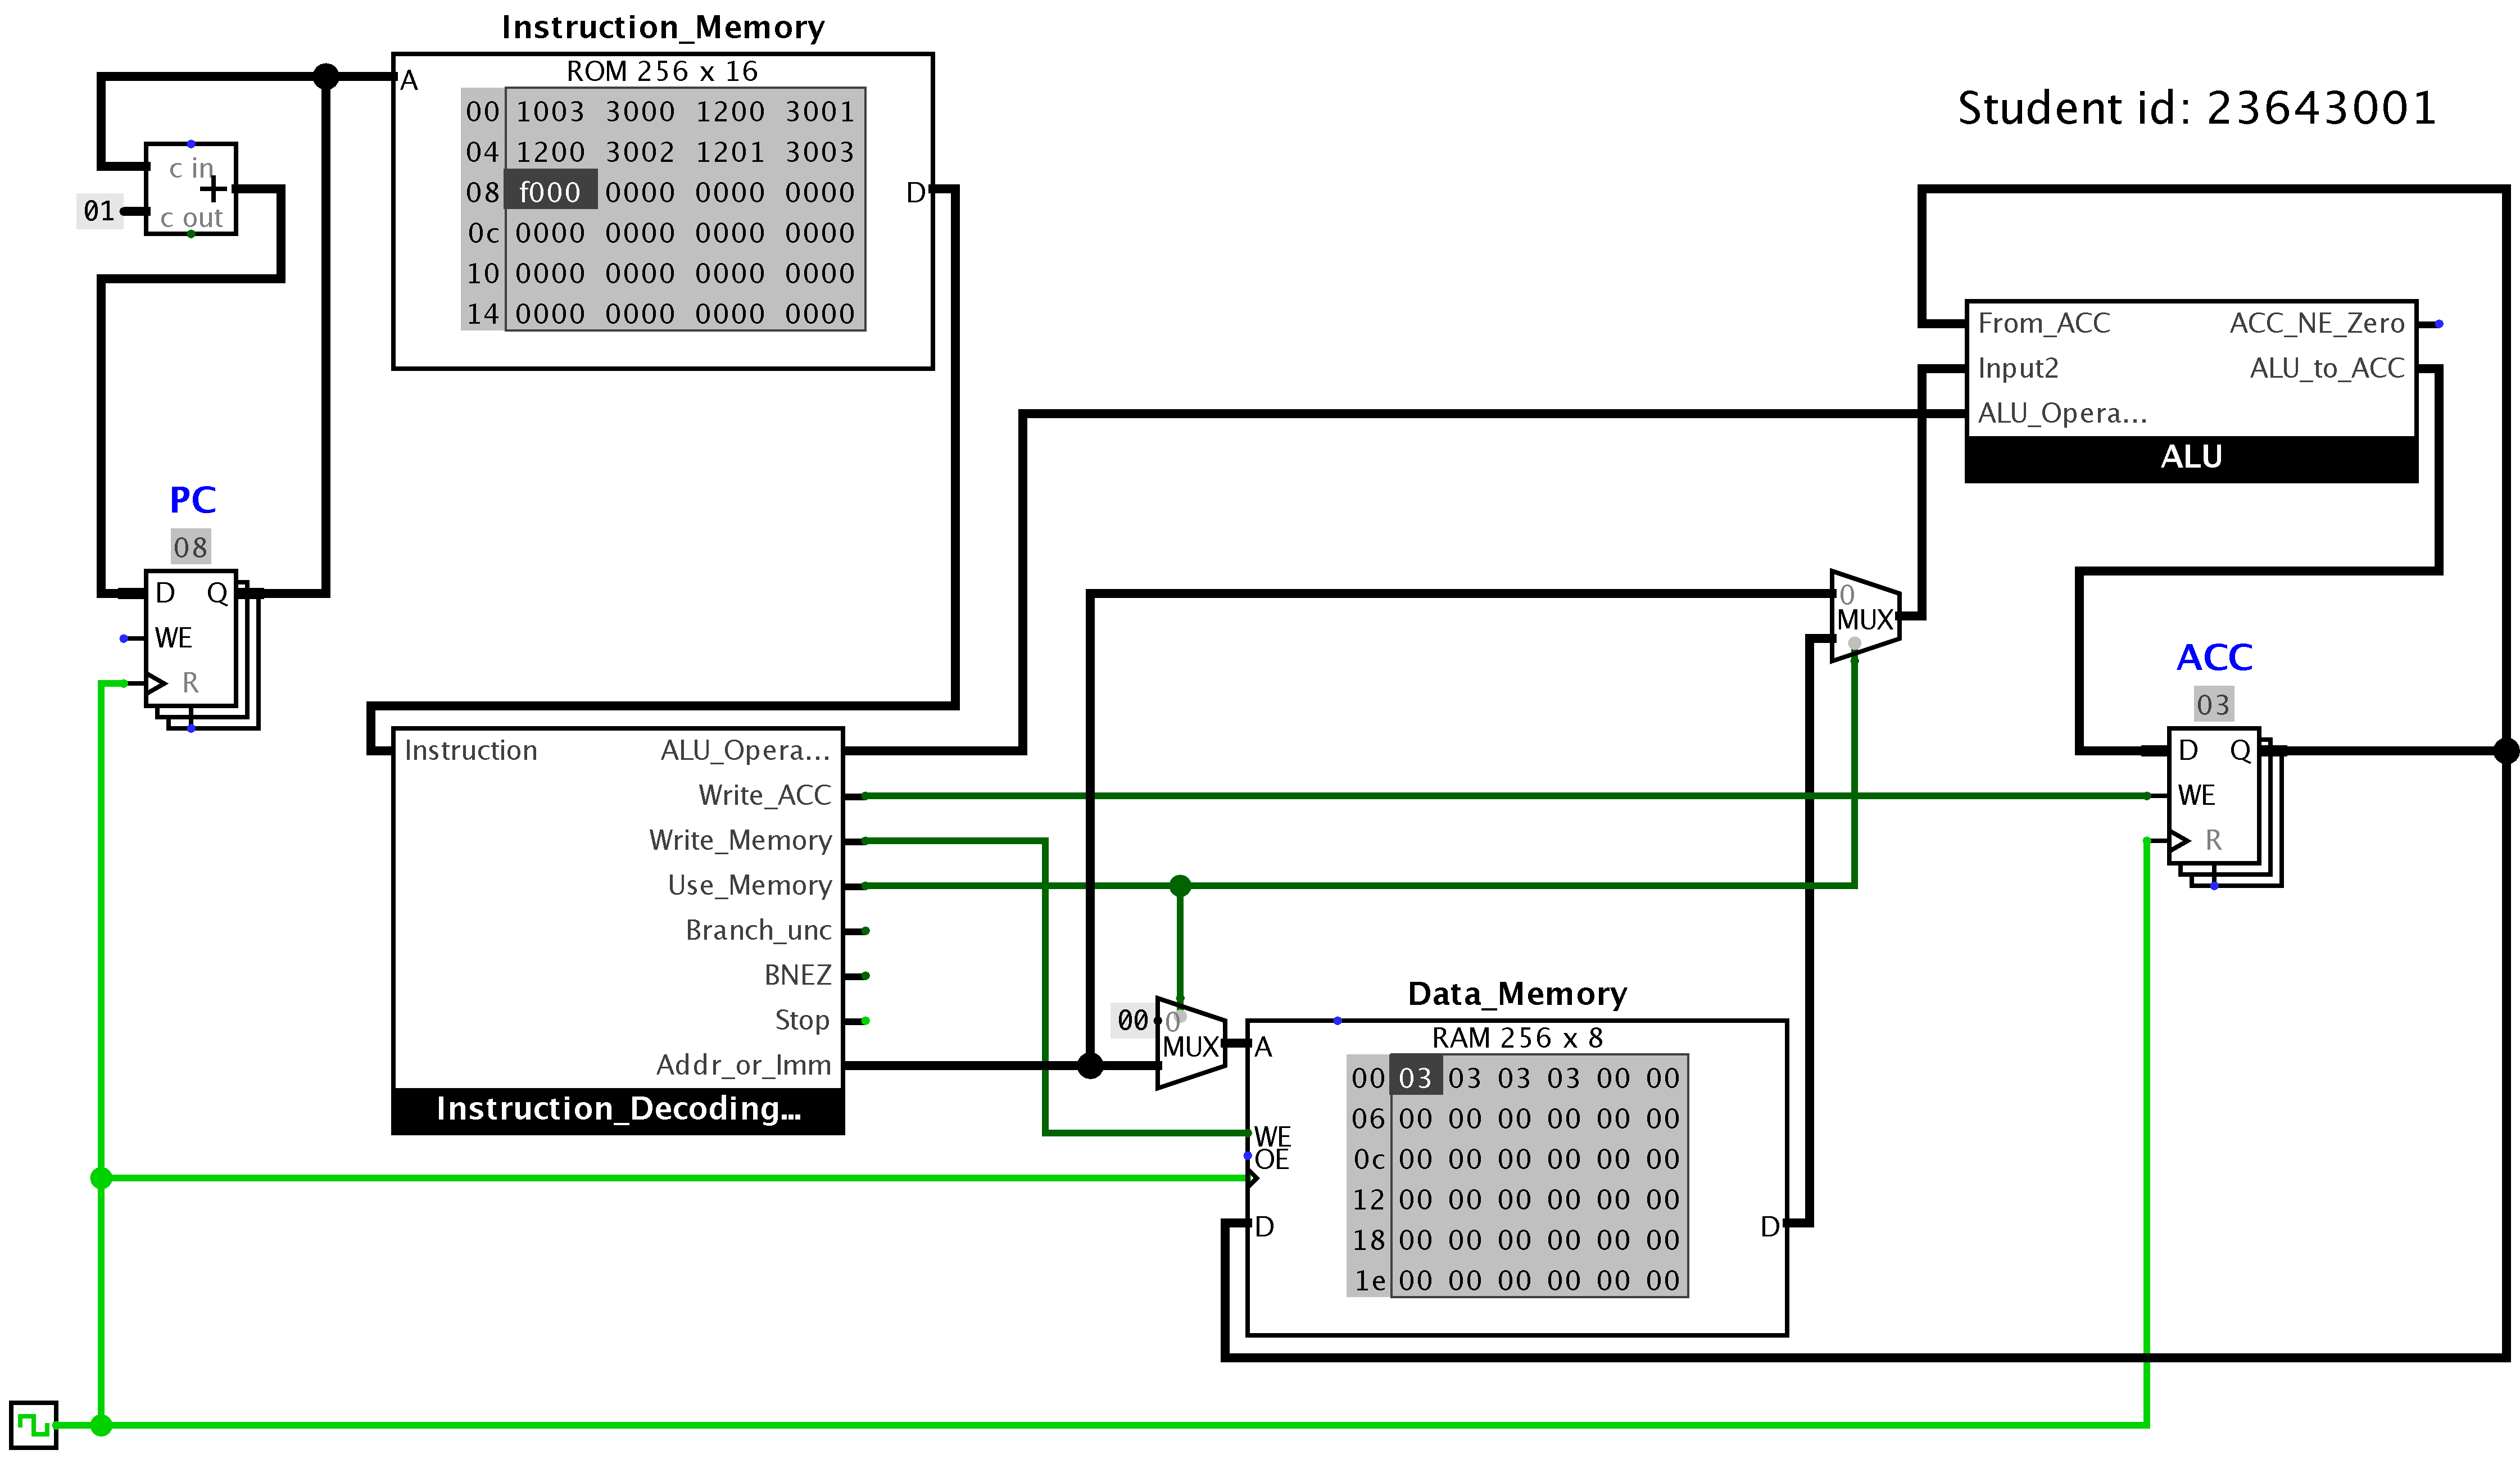 Instruction_Memory
ROM 256 x 16
A
00 1003 3000 1200 3001
04 1200 3002 1201 3003
08 f000 0000 0000 0000
0c 0000 0000 0000 0000
10 0000 0000 0000 0000
14 0000 0000 0000 0000
D
Student id: 23643001
c in
+
01
c out
From_ACC ACC_NE_Zero
Input2 ALU_to_ACC
ALU_Opera...
ALU
PC
08
D Q
WE
R
0
MUX
ACC
03
D Q
WE
R
Instruction ALU_Opera...
Write_ACC
Write_Memory
Use_Memory
Branch_unc
BNEZ
Stop
Addr_or_Imm
Instruction_Decoding...
00 0
MUX
Data_Memory
RAM 256 x 8
A
00 03 03 03 03 00 00
06 00 00 00 00 00 00
0c 00 00 00 00 00 00
12 00 00 00 00 00 00
18 00 00 00 00 00 00
1e 00 00 00 00 00 00
WE
OE
D D